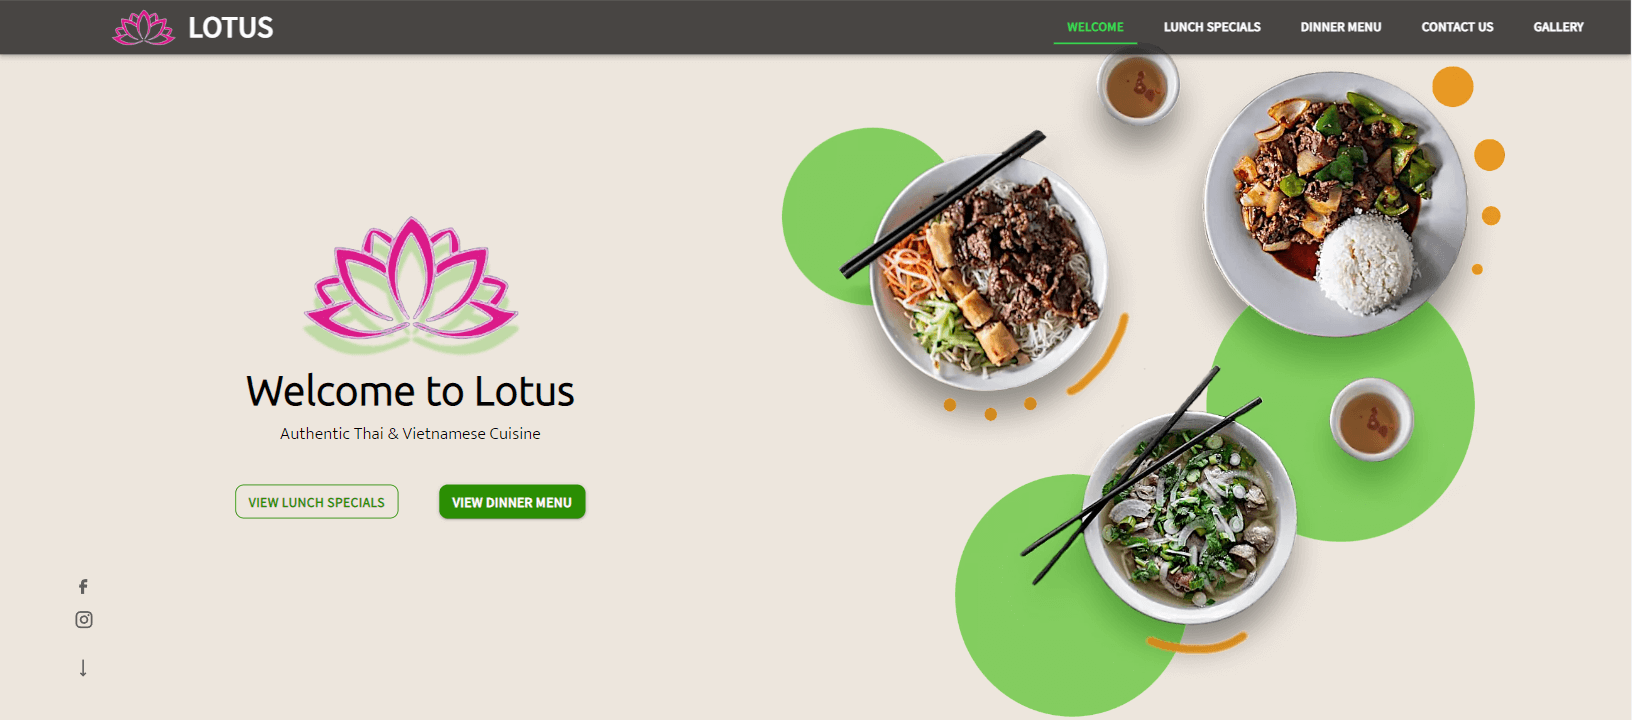 LOTUS
WELCOME
LUNCH SPECIALS
DINNER MENU
CONTACT US
GALLERY
Welcome to Lotus
Authentic Thai & Vietnamese Cuisine
VIEW LUNCH SPECIALS
VIEW DINNER MENU